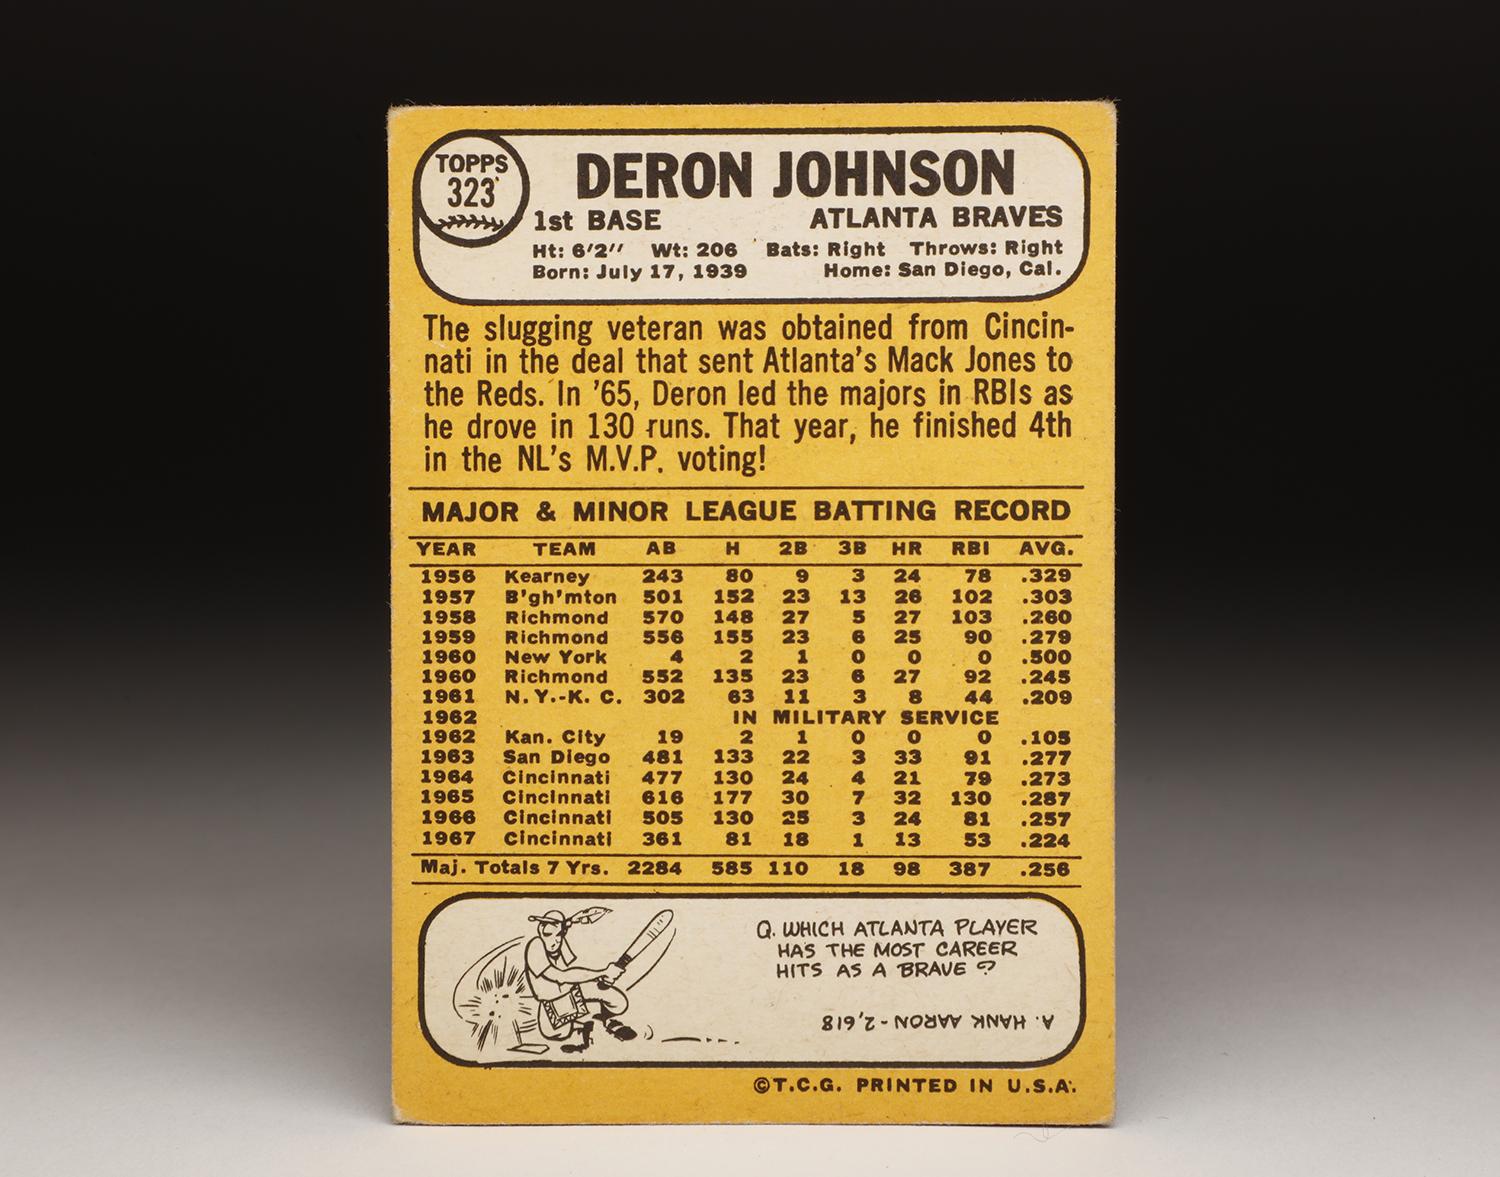 TOPPS
323
DERON JOHNSON
1st BASE ATLANTA BRAVES
Ht: 6'2'' Wt: 206 Bats: Right Throws: Right
Born: July 17, 1939 Home: San Diego, Cal.
The slugging veteran was obtained from Cincin-
nati in the deal that sent Atlanta's Mack Jones to
the Reds. In '65, Deron led the majors in RBIs as
he drove in 130 runs. That year, he finished 4th
in the NL's M.V.P. voting!
MAJOR & MINOR LEAGUE BATTING RECORD
YEAR TEAM AB H 2B 3B HR RBI AVG.
1956 Kearney 243 80 9 3 24 78 .329
1957 B'gh'mton 501 152 23 13 26 102 .303
1958 Richmond 570 148 27 5 27 103 .260
1959 Richmond 556 155 23 6 25 90 .279
1960 New York 4 2 1 0 0 0 .500
1960 Richmond 552 135 23 6 27 92 .245
1961 N.Y.-K. C. 302 63 11 3 8 44 .209
1962 IN MILITARY SERVICE
1962 Kan. City 19 2 1 0 0 0 .105
1963 San Diego 481 133 22 3 33 91 .277
1964 Cincinnati 477 130 24 4 21 79 .273
1965 Cincinnati 616 177 30 7 32 130 .287
1966 Cincinnati 505 130 25 3 24 81 .257
1967 Cincinnati 361 81 18 1 13 53 .224
Maj. Totals 7 Yrs. 2284 585 110 18 98 387 .256
Q. WHICH ATLANTA PLAYER
HAS THE MOST CAREER
HITS AS A BRAVE?
A. HANK AARON - 2,618
©T.C.G. PRINTED IN U.S.A.